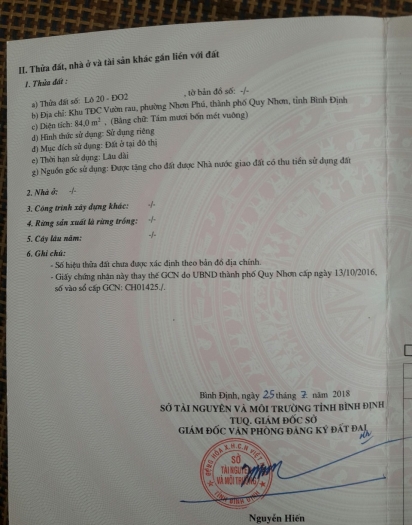 II. Thửa đất, nhà ở và tài sản khác gắn liền với đất
1. Thửa đất :
a) Thửa đất số: Lô 20 - ĐO2 , tờ bản đồ số: -/-
b) Địa chỉ: Khu TĐC Vườn rau, phường Nhơn Phú, thành phố Quy Nhơn, tỉnh Bình Định
c) Diện tích: 84,0 m² , (Bằng chữ: Tám mươi bốn mét vuông)
d) Hình thức sử dụng: Sử dụng riêng
đ) Mục đích sử dụng: Đất ở tại đô thị
e) Thời hạn sử dụng: Lâu dài
g) Nguồn gốc sử dụng: Được tặng cho đất được Nhà nước giao đất có thu tiền sử dụng đất
2. Nhà ở: -/-
3. Công trình xây dựng khác: -/-
4. Rừng sản xuất là rừng trồng: -/-
5. Cây lâu năm: -/-
6. Ghi chú:
- Số hiệu thửa đất chưa được xác định theo bản đồ địa chính.
- Giấy chứng nhận này thay thế GCN do UBND thành phố Quy Nhơn cấp ngày 13/10/2016,
số vào sổ cấp GCN: CH01425./.
Bình Định, ngày 25 tháng 7 năm 2018
SỞ TÀI NGUYÊN VÀ MÔI TRƯỜNG TỈNH BÌNH ĐỊNH
TUQ. GIÁM ĐỐC SỞ
GIÁM ĐỐC VĂN PHÒNG ĐĂNG KÝ ĐẤT ĐAI
SỞ
TÀI NGUYÊN
VÀ MÔI TRƯỜNG
Nguyễn Hiến